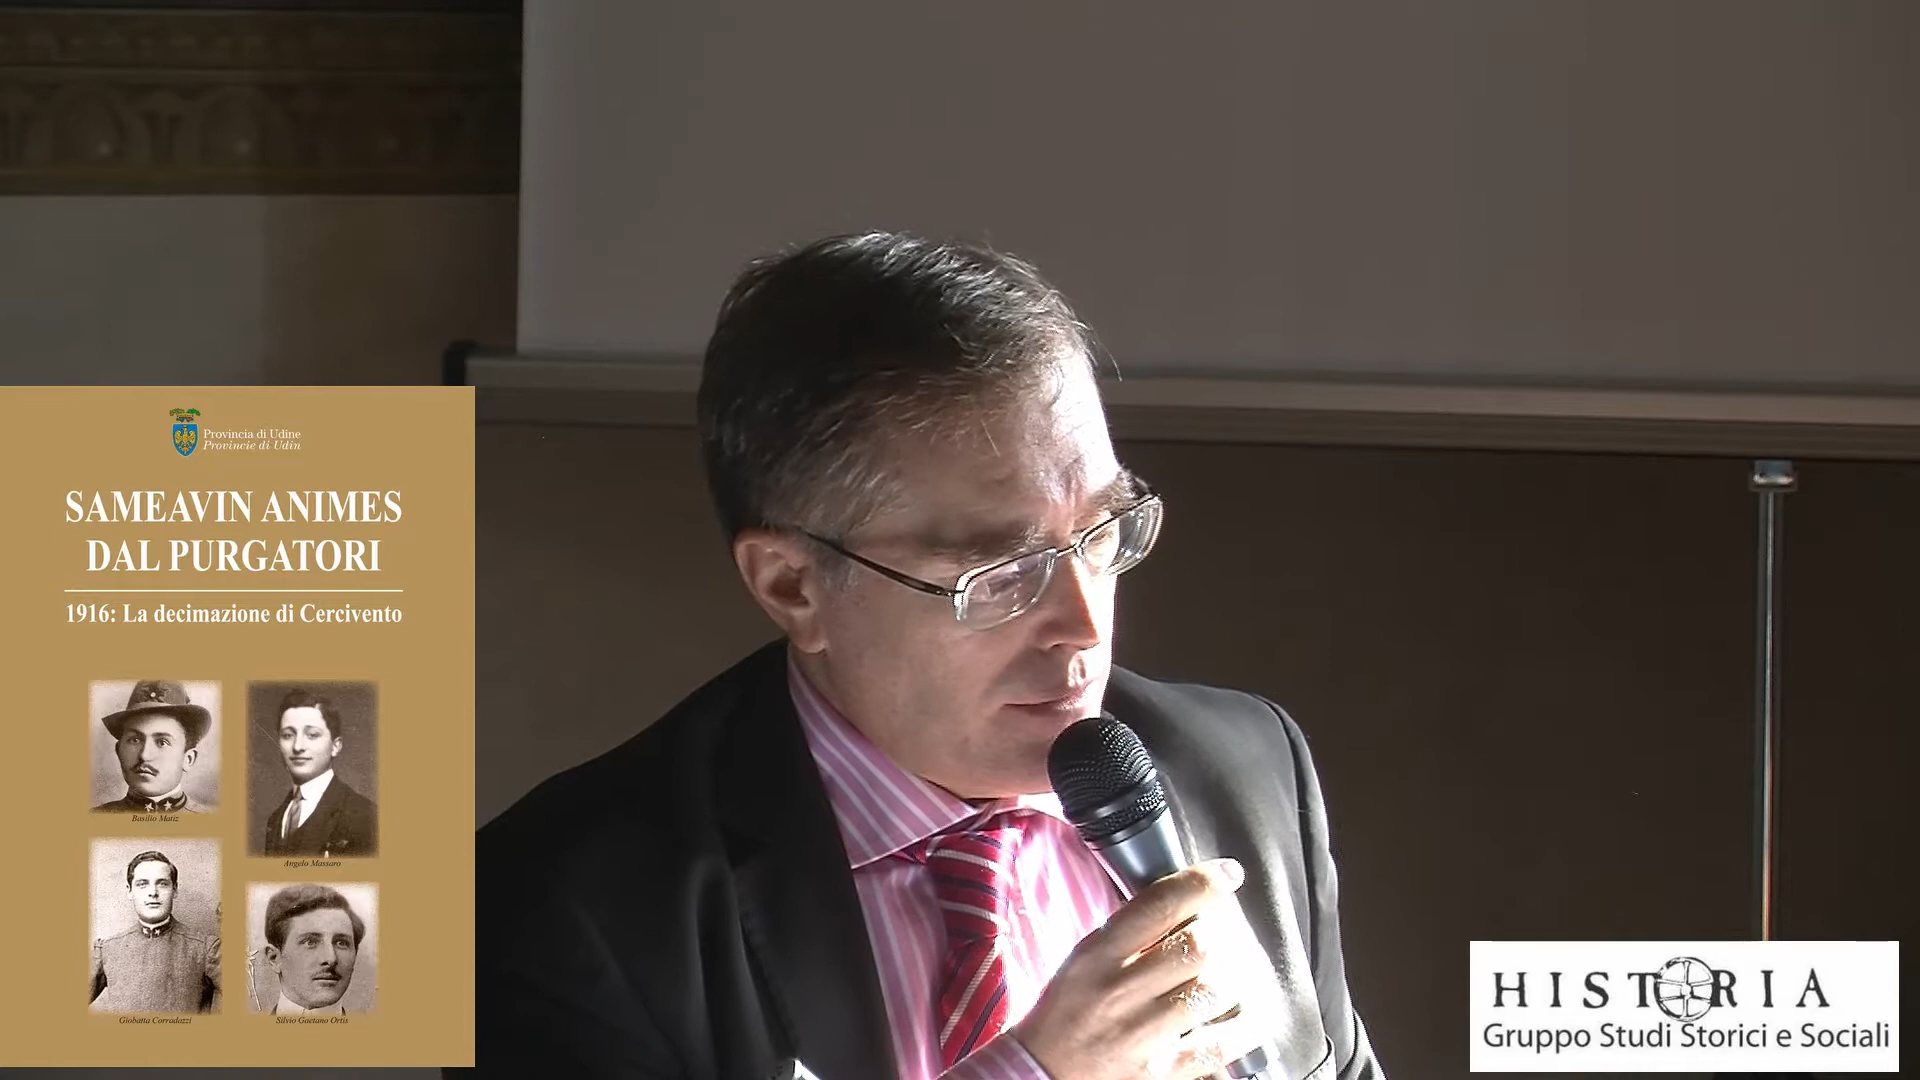 Provincia di Udine
Provincie di Udin
SAMEAVIN ANIMES
DAL PURGATORI
1916: La decimazione di Cercivento
Basilio Matiz
Angelo Massaro
Giobatta Corradazzi
Silvio Gaetano Ortis
HISTORIA
Gruppo Studi Storici e Sociali